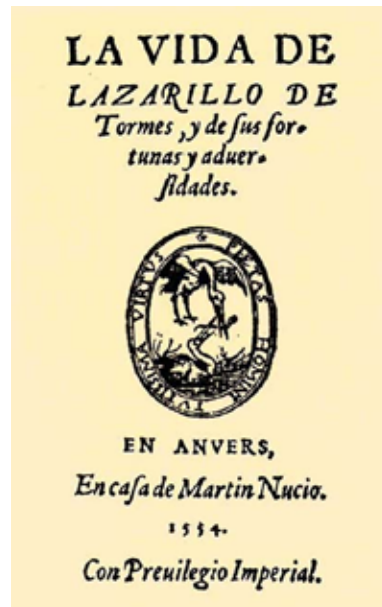 LA VIDA DE
LAZARILLO DE
Tormes, y de ſus for-
tunas y aduer-
ſidades.
PIETAS HOMINI TVTISSIMA VIRTVS
EN ANVERS,
En caſa de Martin Nucio.
1554.
Con Preuilegio Imperial.